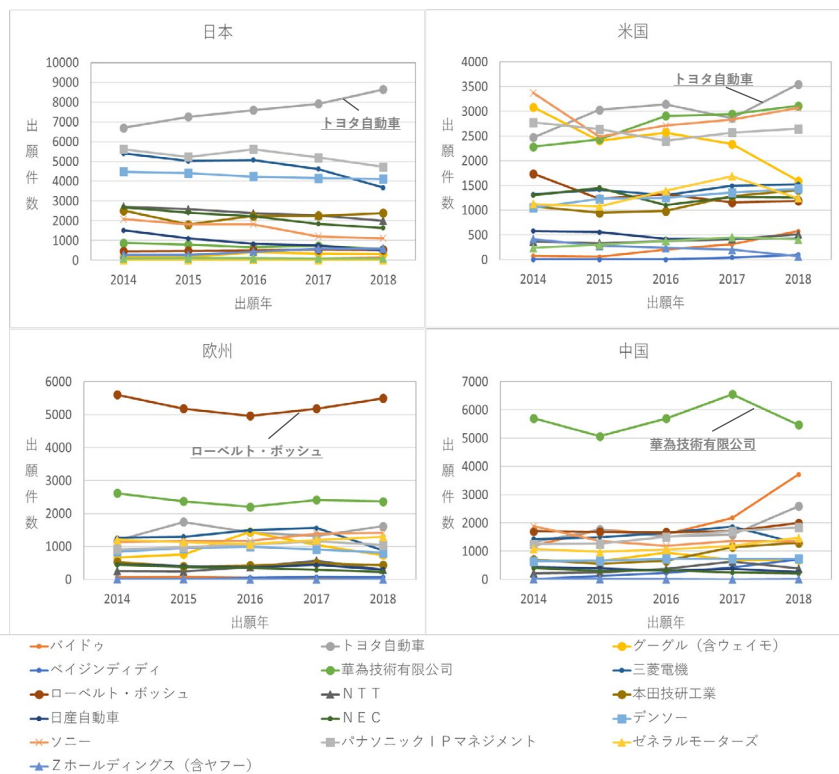 日本
10000
9000
8000
7000
6000
5000
4000
3000
2000
1000
0
出願件数
トヨタ自動車
2014 2015 2016 2017 2018
出願年
米国
4000
3500
3000
2500
2000
1500
1000
500
0
出願件数
トヨタ自動車
2014 2015 2016 2017 2018
出願年
欧州
6000
5000
4000
3000
2000
1000
0
出願件数
ローベルト・ボッシュ
2014 2015 2016 2017 2018
出願年
中国
7000
6000
5000
4000
3000
2000
1000
0
出願件数
華為技術有限公司
2014 2015 2016 2017 2018
出願年
バイドゥ トヨタ自動車 グーグル（含ウェイモ）
ベイジンディディ 華為技術有限公司 三菱電機
ローベルト・ボッシュ ＮＴＴ 本田技研工業
日産自動車 ＮＥＣ デンソー
ソニー パナソニックＩＰマネジメント ゼネラルモーターズ
Ｚホールディングス（含ヤフー）